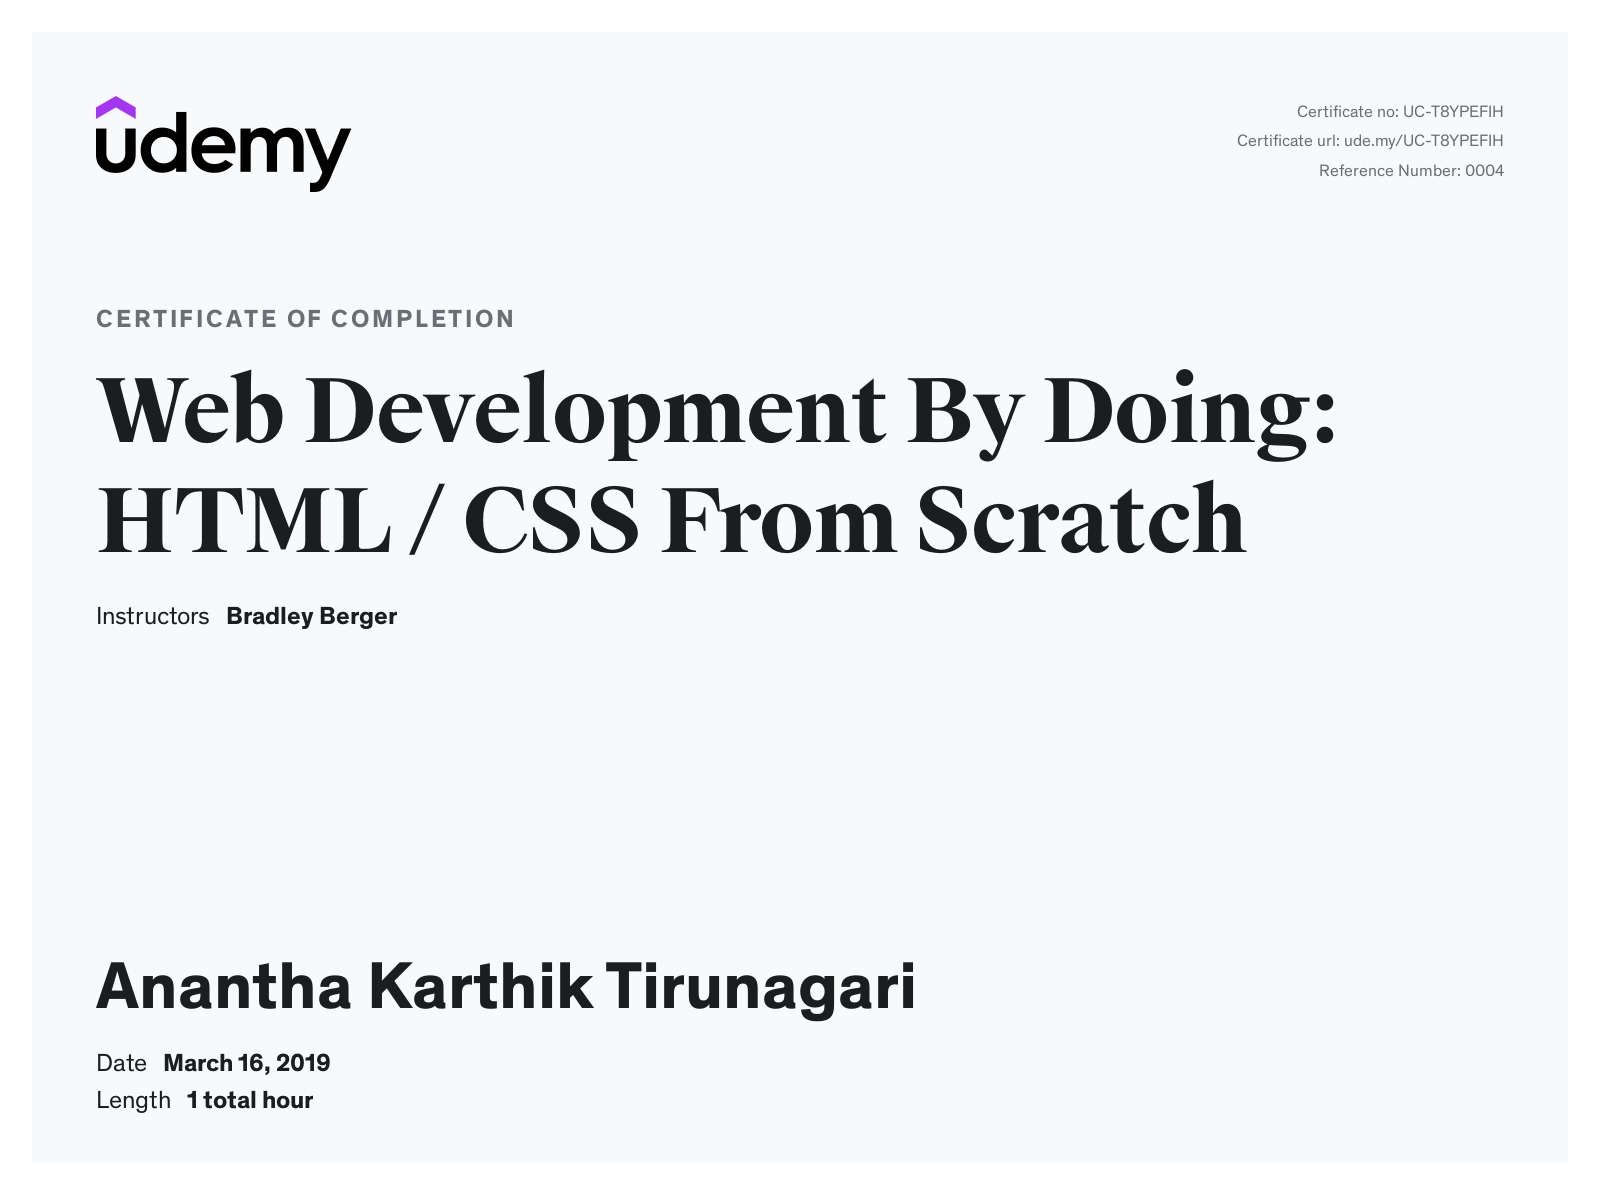 udemy
Certificate no: UC-T8YPEFIH
Certificate url: ude.my/UC-T8YPEFIH
Reference Number: 0004
CERTIFICATE OF COMPLETION
Web Development By Doing:
HTML / CSS From Scratch
Instructors Bradley Berger
Anantha Karthik Tirunagari
Date March 16, 2019
Length 1 total hour